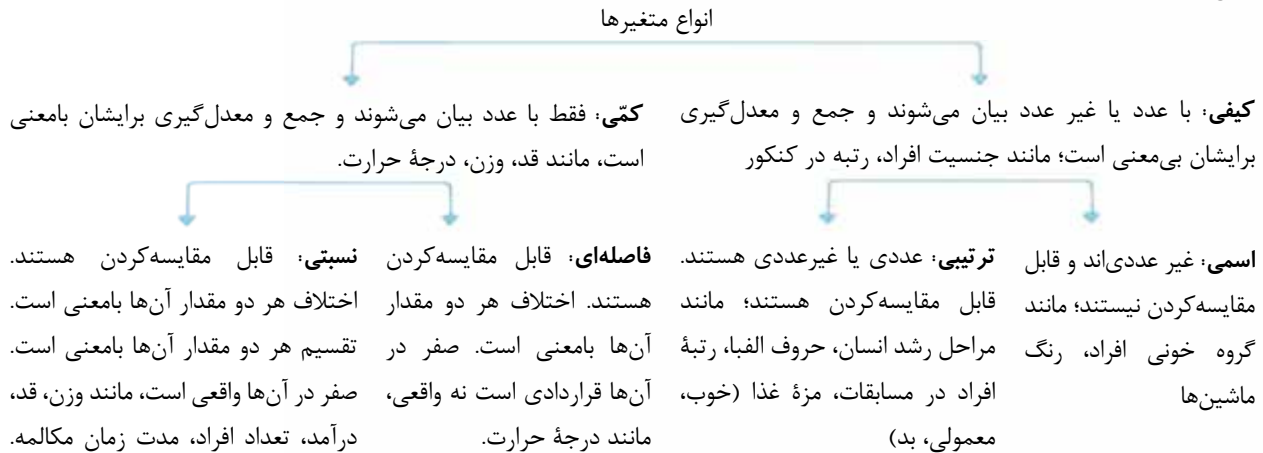 انواع متغیرها
کیفی: با عدد یا غیر عدد بیان می‌شوند و جمع و معدل‌گیری
برایشان بی‌معنی است؛ مانند جنسیت افراد، رتبه در کنکور
کمّی: فقط با عدد بیان می‌شوند و جمع و معدل‌گیری برایشان بامعنی
است، مانند قد، وزن، درجهٔ حرارت.
اسمی: غیر عددی‌اند و قابل
مقایسه‌کردن نیستند؛ مانند
گروه خونی افراد، رنگ
ماشین‌ها
ترتیبی: عددی یا غیرعددی هستند.
قابل مقایسه‌کردن هستند؛ مانند
مراحل رشد انسان، حروف الفبا، رتبهٔ
افراد در مسابقات، مزهٔ غذا (خوب،
معمولی، بد)
فاصله‌ای: قابل مقایسه‌کردن
هستند. اختلاف هر دو مقدار
آن‌ها بامعنی است. صفر در
آن‌ها قراردادی است نه واقعی،
مانند درجهٔ حرارت.
نسبتی: قابل مقایسه‌کردن هستند.
اختلاف هر دو مقدار آن‌ها بامعنی است.
تقسیم هر دو مقدار آن‌ها بامعنی است.
صفر در آن‌ها واقعی است، مانند وزن، قد،
درآمد، تعداد افراد، مدت زمان مکالمه.